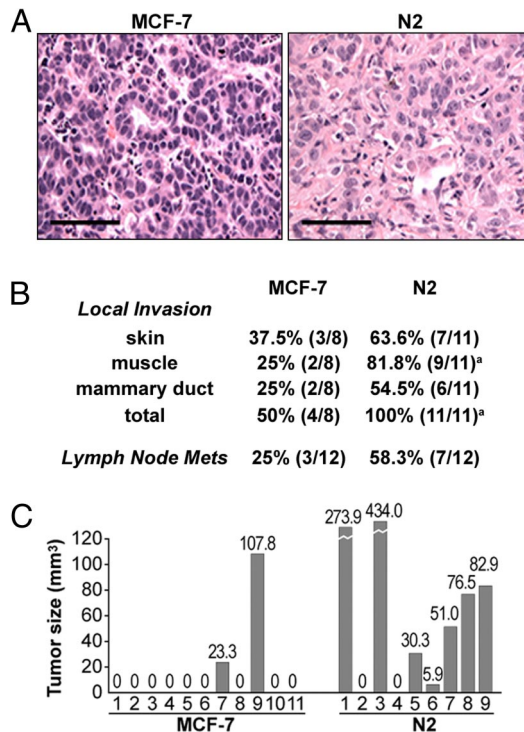 A
MCF-7 N2
B
MCF-7 N2
Local Invasion
skin 37.5% (3/8) 63.6% (7/11)
muscle 25% (2/8) 81.8% (9/11)ᵃ
mammary duct 25% (2/8) 54.5% (6/11)
total 50% (4/8) 100% (11/11)ᵃ
Lymph Node Mets 25% (3/12) 58.3% (7/12)
C
Tumor size (mm³)
120
100
80
60
40
20
0
0 0 0 0 0 0 23.3 0 107.8 0 0
273.9 0 434.0 0 30.3 5.9 51.0 76.5 82.9
1 2 3 4 5 6 7 8 9 10 11 1 2 3 4 5 6 7 8 9
MCF-7 N2